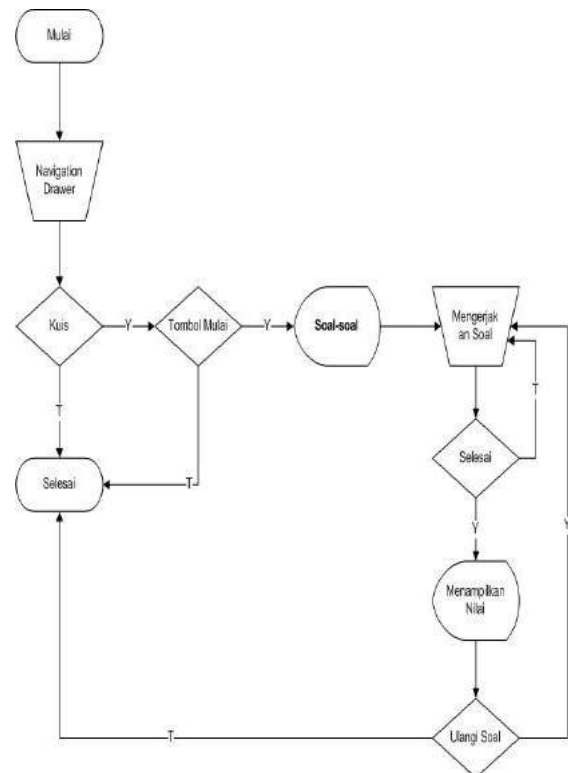 Mulai
Navigation
Drawer
Kuis
Y
Tombol Mulai
Y
Soal-soal
Mengerjak
an Soal
T
T
Selesai
T
Selesai
Y
Y
Menampilkan
Nilai
T
Ulangi Soal